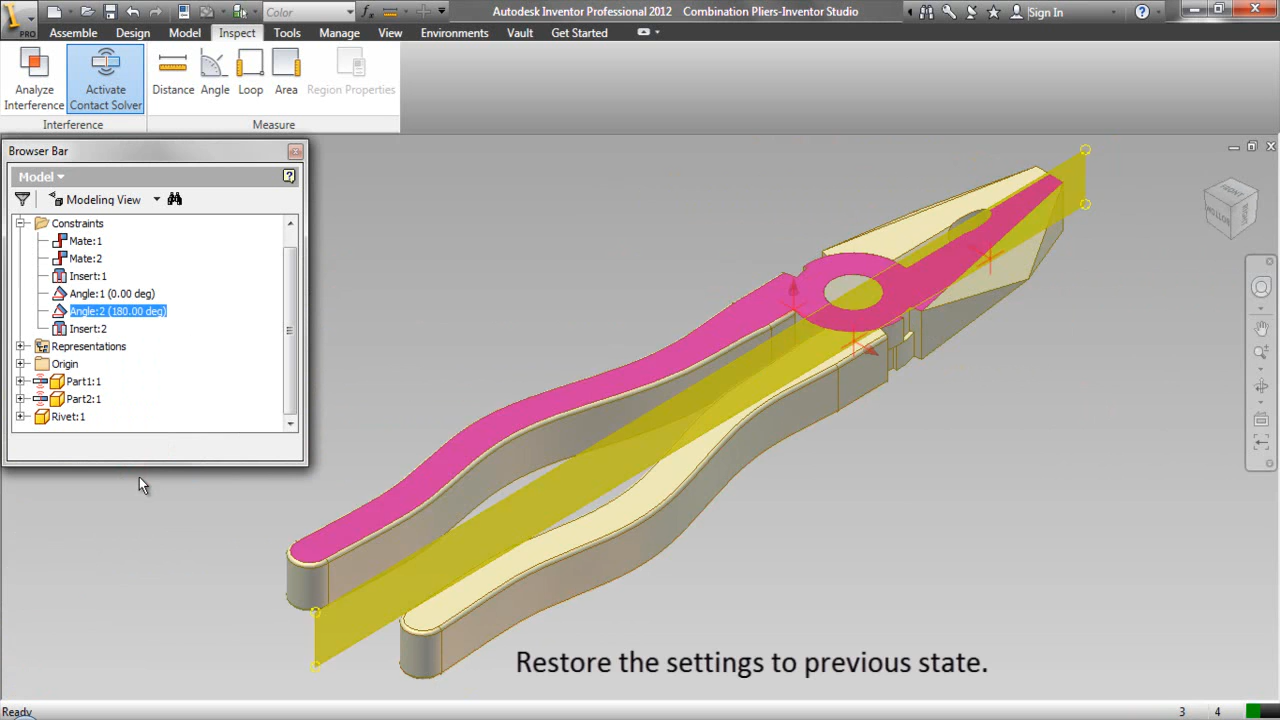 Color
Autodesk Inventor Professional 2012 Combination Pliers-Inventor Studio
Sign In
PRO
Assemble Design Model Inspect Tools Manage View Environments Vault Get Started
Analyze Interference
Activate Contact Solver
Distance Angle Loop Area Region Properties
Interference Measure
Browser Bar
Model
Modeling View
Constraints
Mate:1
Mate:2
Insert:1
Angle:1 (0.00 deg)
Angle:2 (180.00 deg)
Insert:2
Representations
Origin
Part1:1
Part2:1
Rivet:1
FRONT
BOTTOM
Restore the settings to previous state.
Ready 3 4